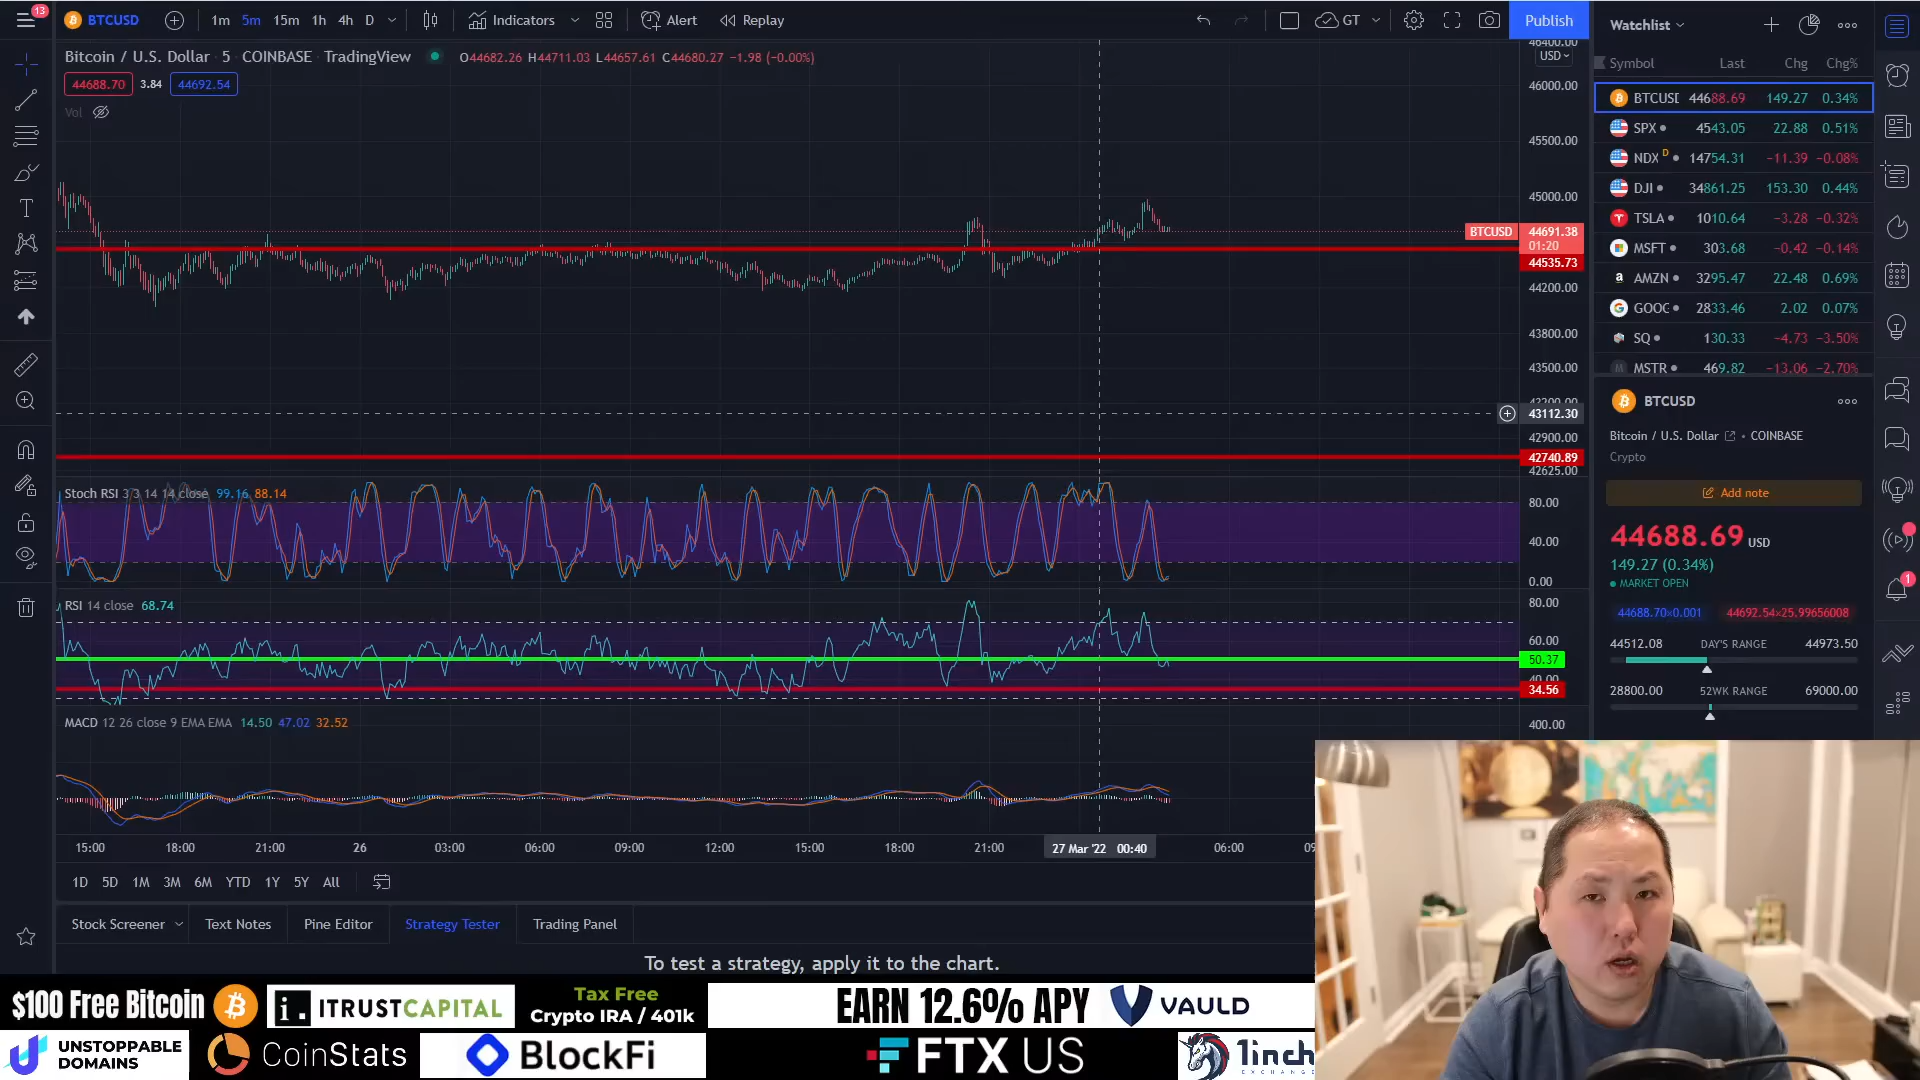 13
BTCUSD 1m 5m 15m 1h 4h D Indicators Alert Replay GT Publish
Bitcoin / U.S. Dollar · 5 · COINBASE · TradingView O44682.26 H44711.03 L44657.61 C44680.27 −1.98 (−0.00%)
44688.70 3.84 44692.54
Vol
46400.00
USD
46000.00
45500.00
45000.00
BTCUSD 44691.38
01:20
44535.73
44200.00
43800.00
43500.00
43200.00
43112.30
42900.00
42740.89
42625.00
Stoch RSI 3 3 14 14 close 99.16 88.14
80.00
40.00
0.00
RSI 14 close 68.74
80.00
60.00
50.37
40.00
34.56
MACD 12 26 close 9 EMA EMA 14.50 47.02 32.52
400.00
15:00 18:00 21:00 26 03:00 06:00 09:00 12:00 15:00 18:00 21:00 27 Mar '22 00:40 06:00
1D 5D 1M 3M 6M YTD 1Y 5Y All
Stock Screener Text Notes Pine Editor Strategy Tester Trading Panel
To test a strategy, apply it to the chart.
Watchlist
Symbol Last Chg Chg%
BTCUSD 44688.69 149.27 0.34%
SPX 4543.05 22.88 0.51%
NDX D 14754.31 −11.39 −0.08%
DJI 34861.25 153.30 0.44%
TSLA 1010.64 −3.28 −0.32%
MSFT 303.68 −0.42 −0.14%
AMZN 3295.47 22.48 0.69%
GOOG 2833.46 2.02 0.07%
SQ 130.33 −4.73 −3.50%
MSTR 469.82 −13.06 −2.70%
BTCUSD
Bitcoin / U.S. Dollar • COINBASE
Crypto
Add note
44688.69 USD
149.27 (0.34%)
MARKET OPEN
44688.70×0.001 44692.54×25.99656008
44512.08 DAY'S RANGE 44973.50
28800.00 52WK RANGE 69000.00
1
$100 Free Bitcoin
i. ITRUSTCAPITAL
Tax Free
Crypto IRA / 401k
EARN 12.6% APY VAULD
UNSTOPPABLE
DOMAINS
CoinStats
BlockFi
FTX US
1inch
EXCHANGE